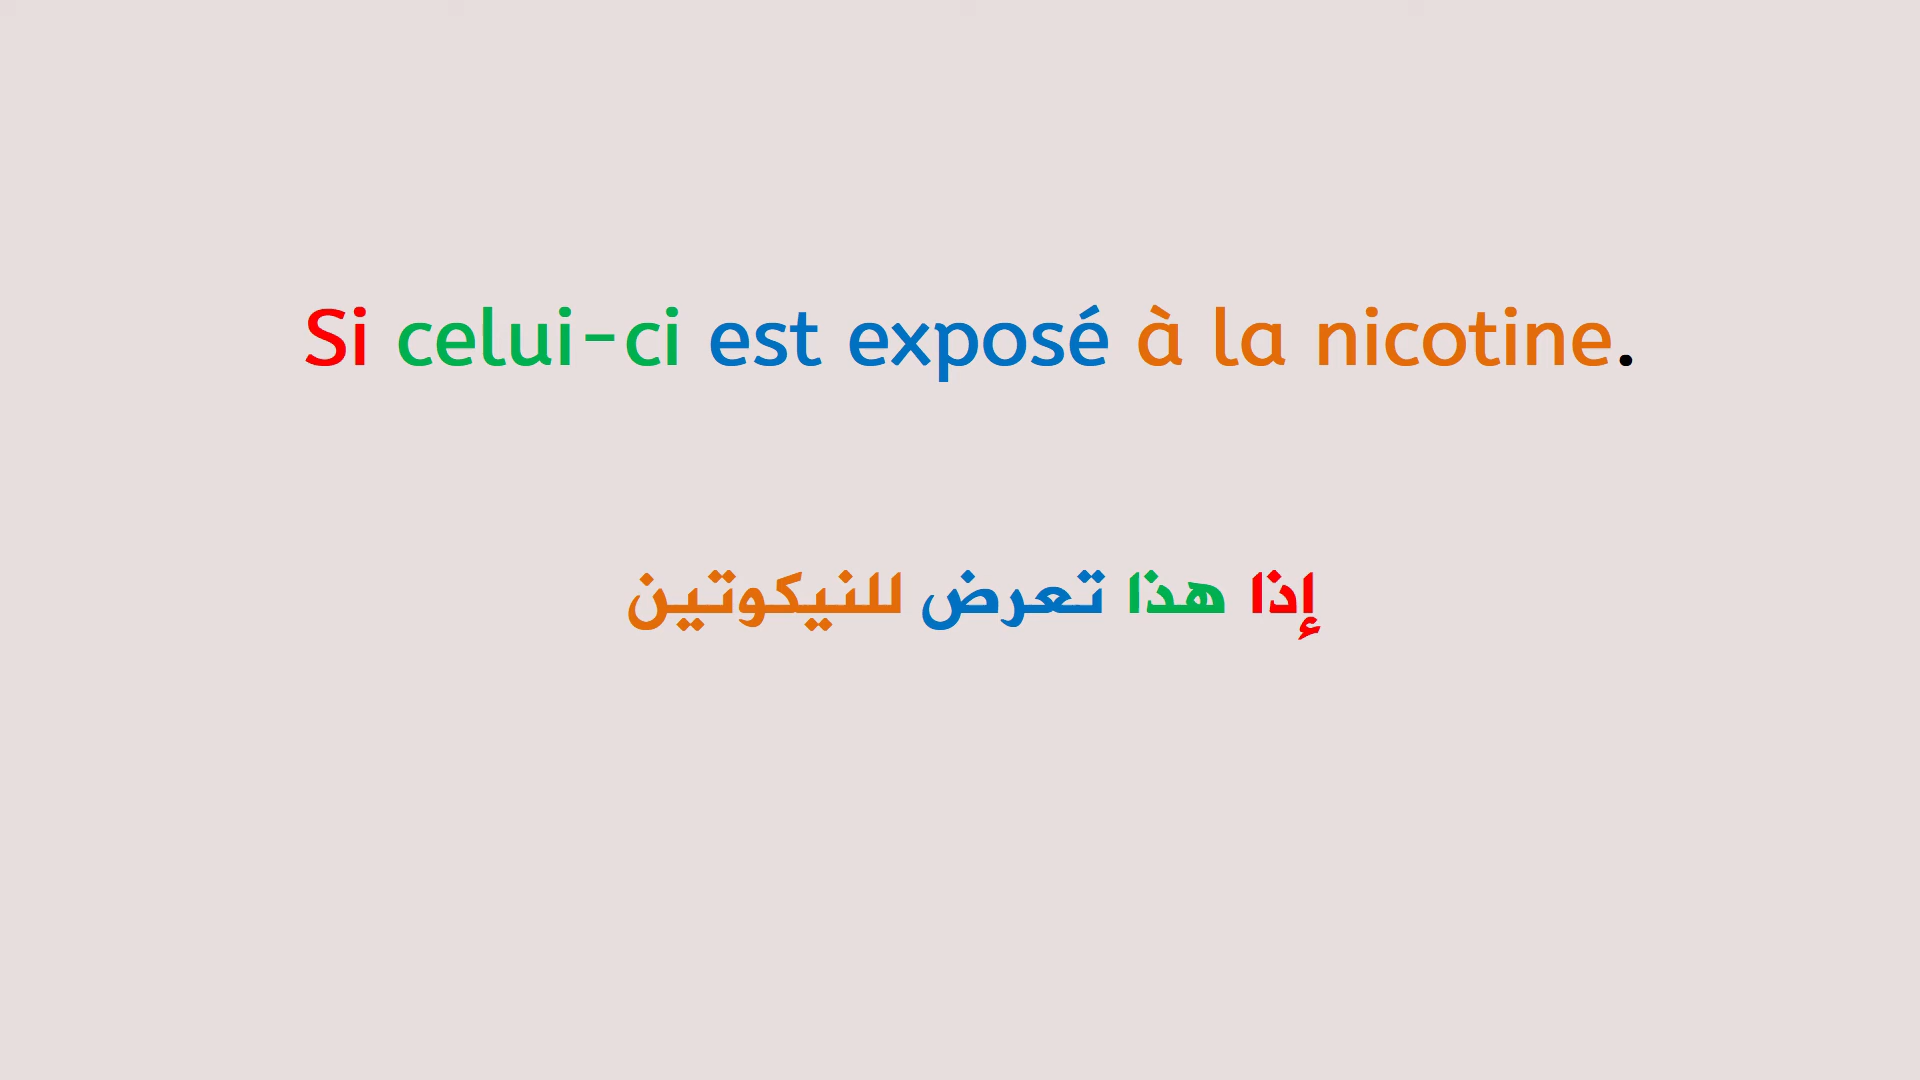 Si celui-ci est exposé à la nicotine.
إذا هذا تعرض للنيكوتين